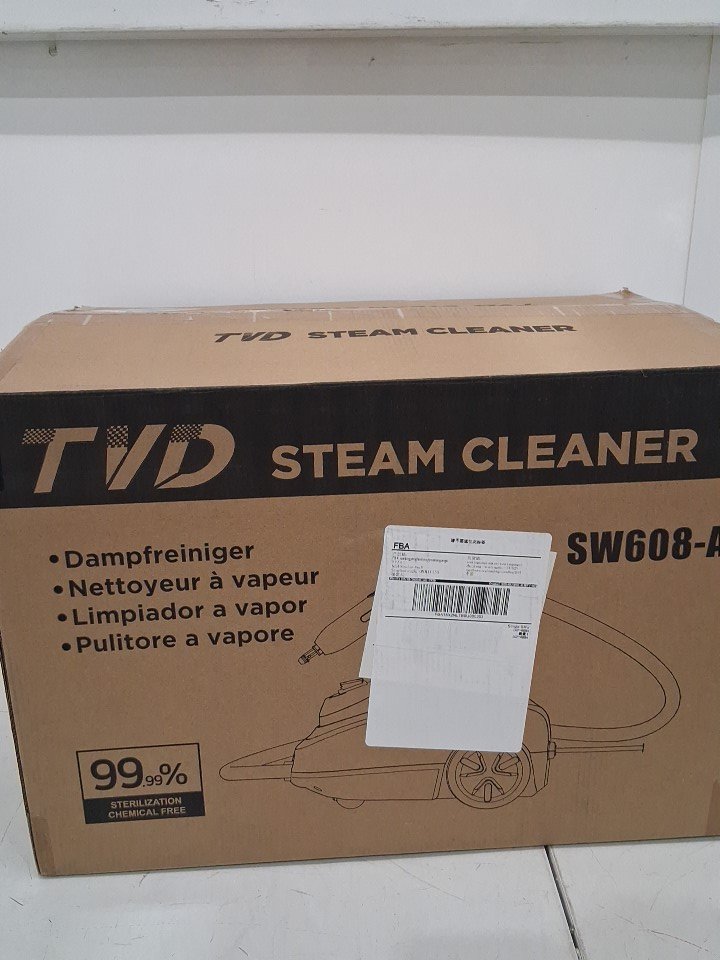 TVD STEAM CLEANER
TVD STEAM CLEANER
SW608-A
• Dampfreiniger
• Nettoyeur à vapeur
• Limpiador a vapor
• Pulitore a vapore
FBA
99.99%
STERILIZATION
CHEMICAL FREE